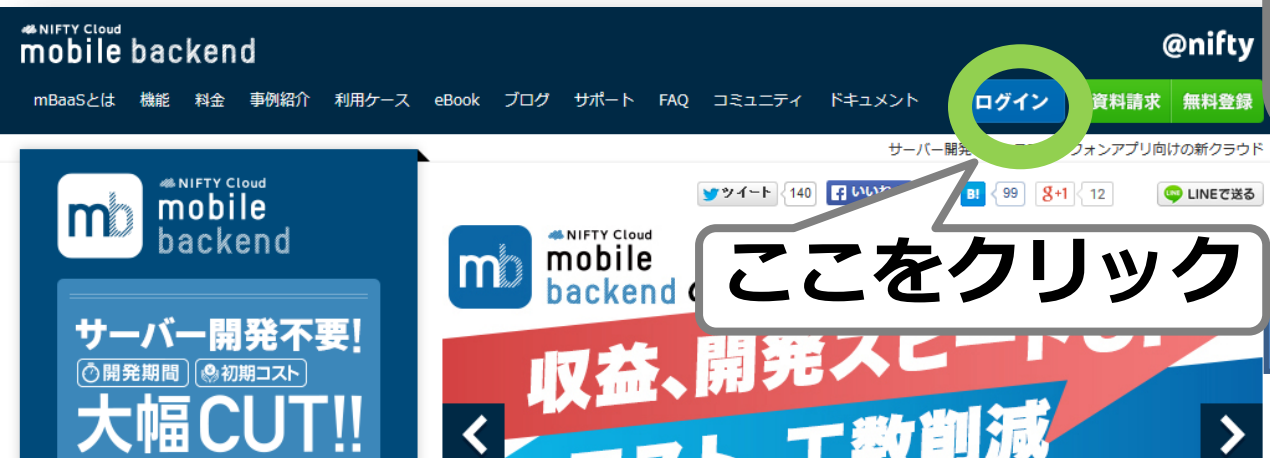 NIFTY Cloud
mobile backend
@nifty
mBaaSとは 機能 料金 事例紹介 利用ケース eBook ブログ サポート FAQ コミュニティ ドキュメント ログイン 資料請求 無料登録
サーバー開発
フォンアプリ向けの新クラウド
ツイート 140 いいね B! 99 g+1 12 LINEで送る
NIFTY Cloud
mobile
backend
NIFTY Cloud
mobile
backend
ここをクリック
サーバー開発不要!
開発期間 初期コスト
大幅CUT!!
収益、開発スピード
工数削減